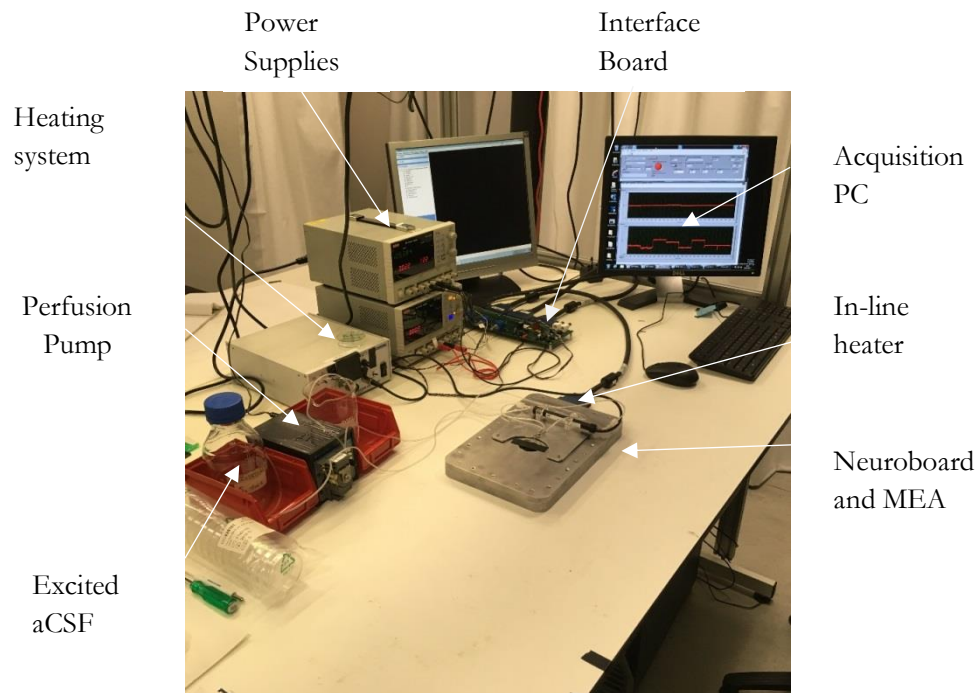 Power
Supplies
Interface
Board
Heating
system
Acquisition
PC
Perfusion
Pump
In-line
heater
Neuroboard
and MEA
Excited
aCSF